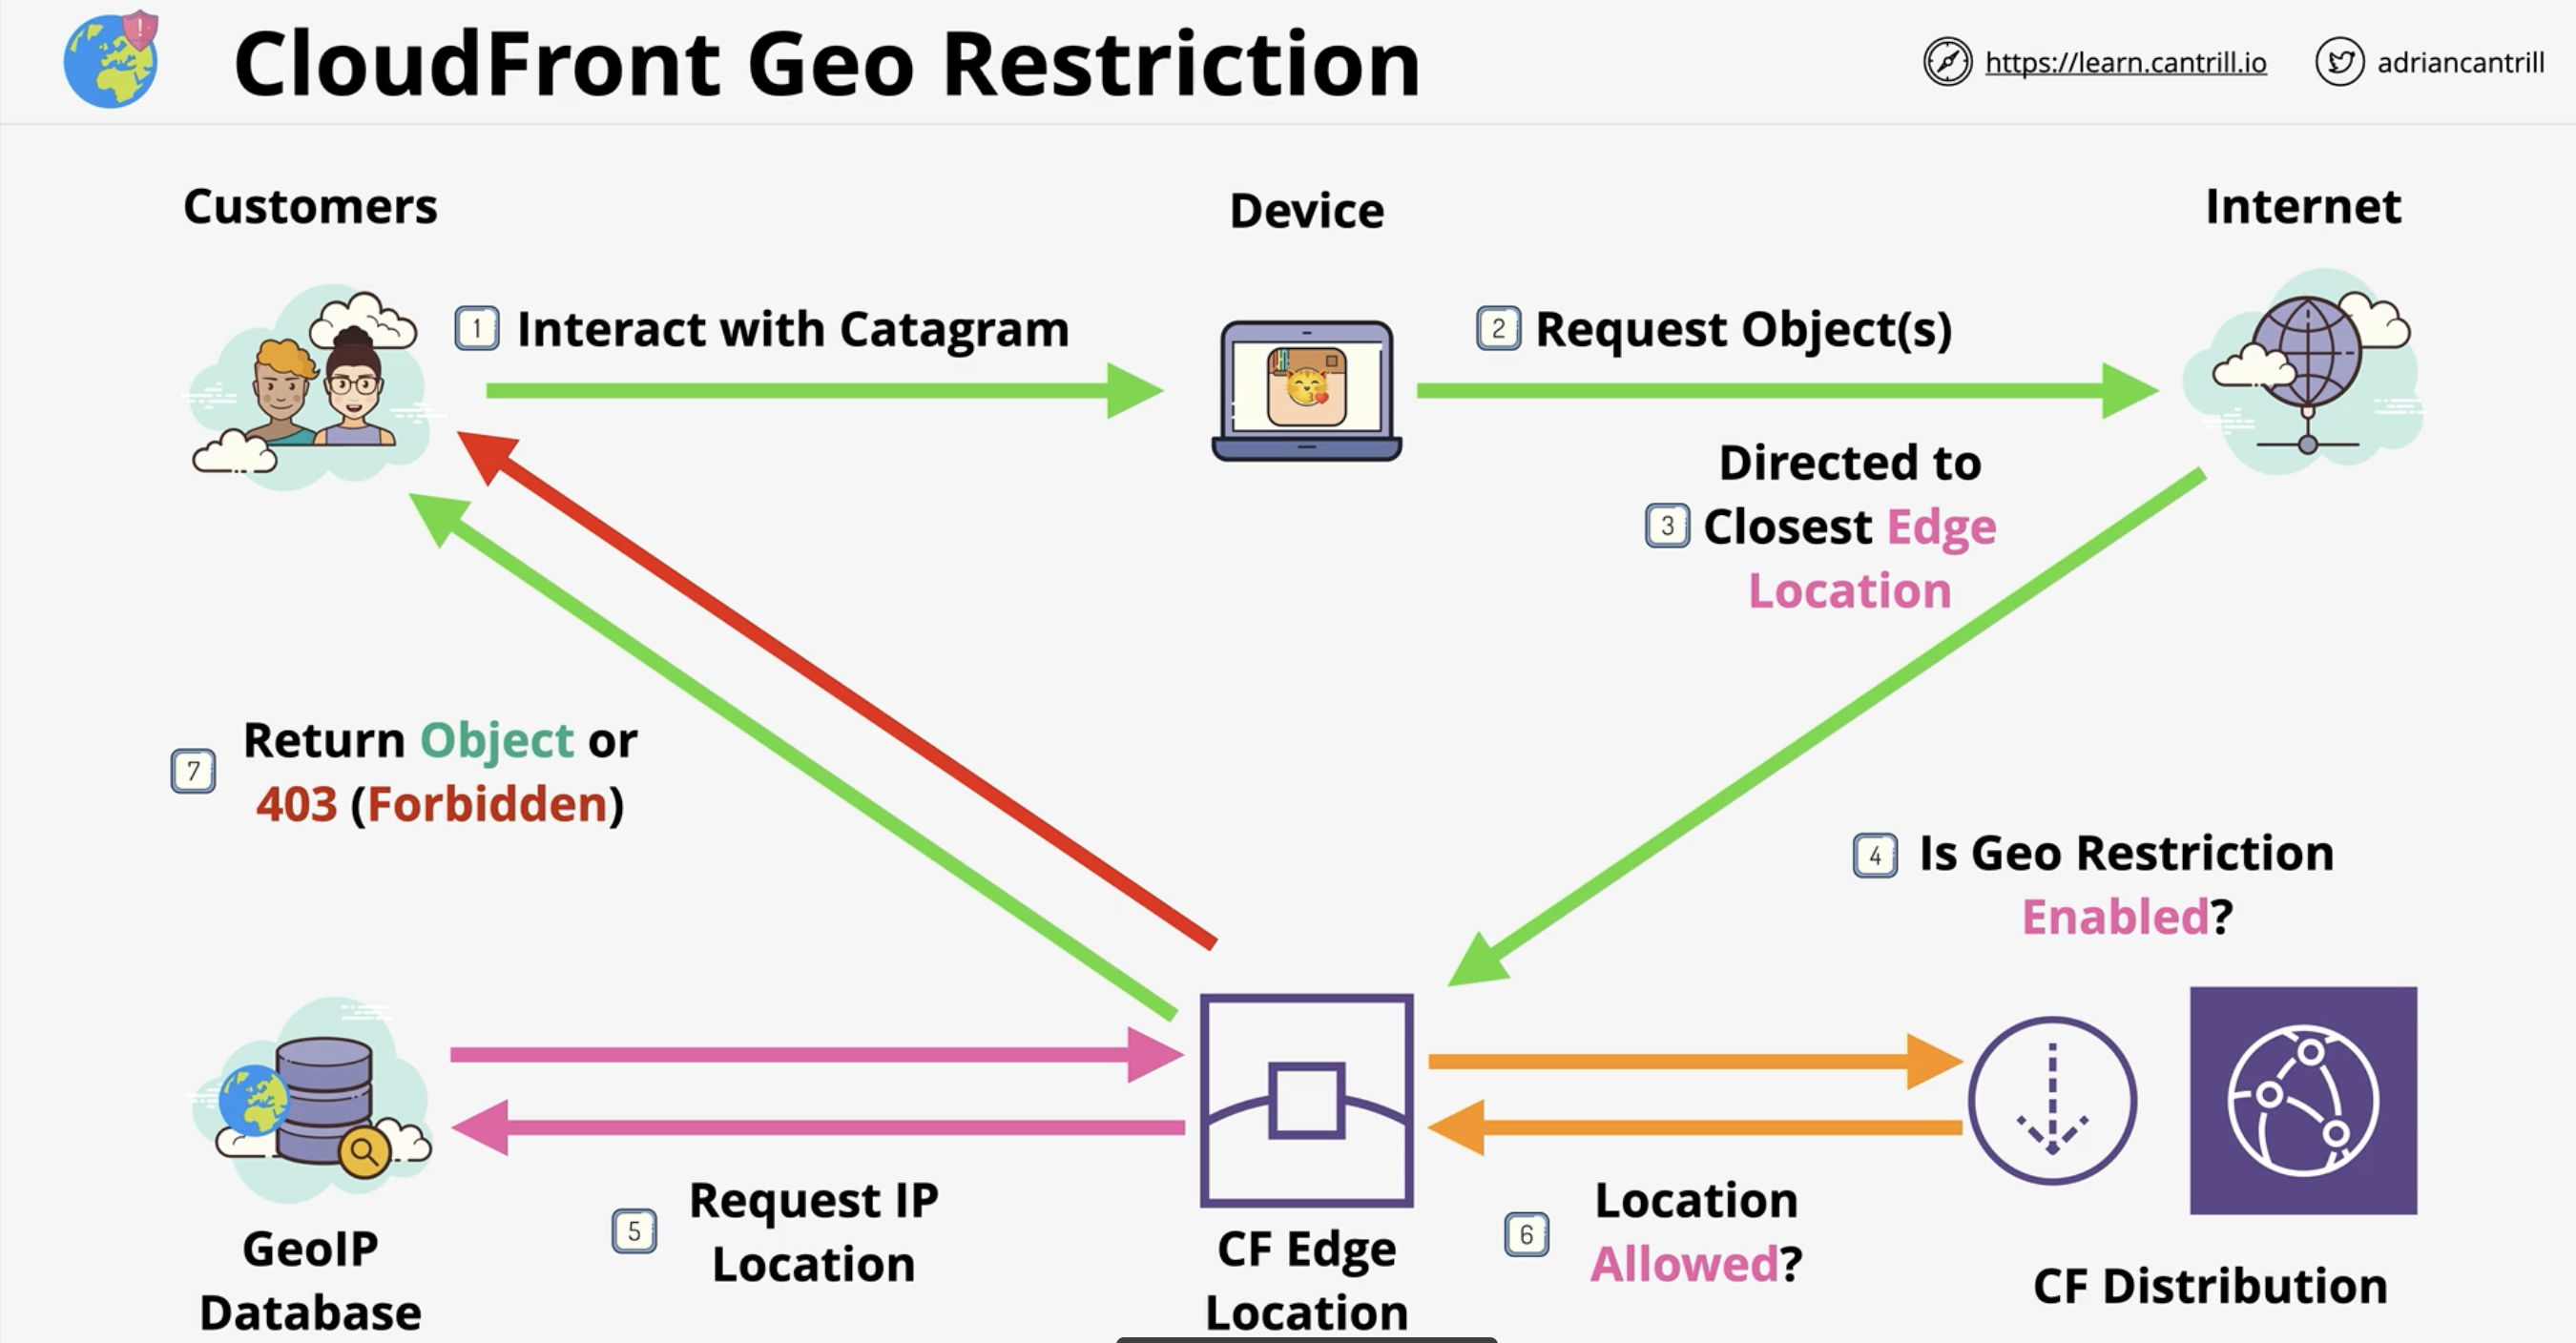 CloudFront Geo Restriction
https://learn.cantrill.io
adriancantrill
Customers
Device
Internet
1 Interact with Catagram
2 Request Object(s)
Directed to
3 Closest Edge
Location
7
Return Object or
403 (Forbidden)
4 Is Geo Restriction
Enabled?
5
Request IP
Location
6
Location
Allowed?
GeoIP
Database
CF Edge
Location
CF Distribution